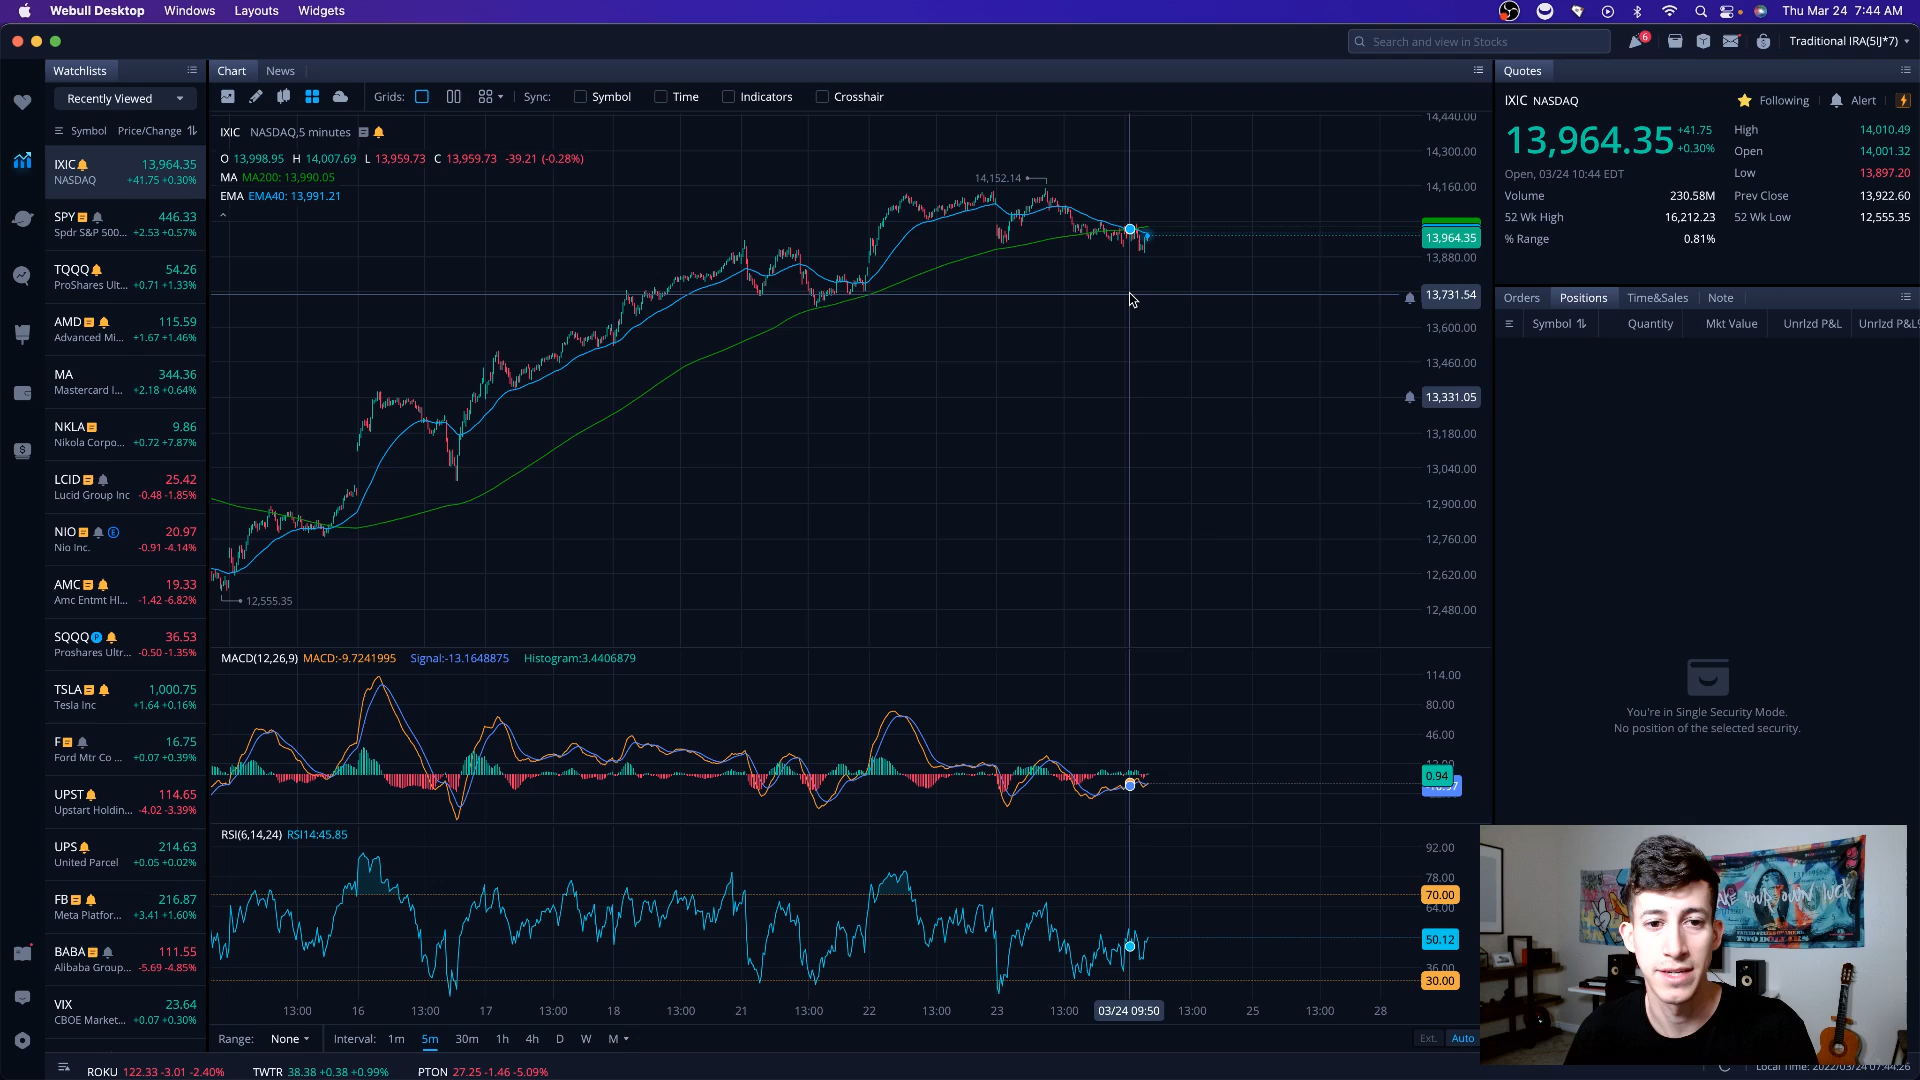 Webull Desktop Windows Layouts Widgets Thu Mar 24 7:44 AM
Search and view in Stocks 6 Traditional IRA(5IJ*7)
Watchlists Chart News Quotes
Recently Viewed Grids: Sync: Symbol Time Indicators Crosshair
Symbol Price/Change
IXIC 13,964.35
NASDAQ +41.75 +0.30%
SPY 446.33
Spdr S&P 500... +2.53 +0.57%
TQQQ 54.26
ProShares Ult... +0.71 +1.33%
AMD 115.59
Advanced Mi... +1.67 +1.46%
MA 344.36
Mastercard I... +2.18 +0.64%
NKLA 9.86
Nikola Corpo... +0.72 +7.87%
LCID 25.42
Lucid Group Inc -0.48 -1.85%
NIO E 20.97
Nio Inc. -0.91 -4.14%
AMC 19.33
Amc Entmt Hl... -1.42 -6.82%
SQQQ P 36.53
Proshares Ultr... -0.50 -1.35%
TSLA 1,000.75
Tesla Inc +1.64 +0.16%
F 16.75
Ford Mtr Co ... +0.07 +0.39%
UPST 114.65
Upstart Holdin... -4.02 -3.39%
UPS 214.63
United Parcel +0.05 +0.02%
FB 216.87
Meta Platfor... +3.41 +1.60%
BABA 111.55
Alibaba Group... -5.69 -4.85%
VIX 23.64
CBOE Market... +0.07 +0.30%
IXIC NASDAQ,5 minutes
O 13,998.95 H 14,007.69 L 13,959.73 C 13,959.73 -39.21 (-0.28%)
MA MA200: 13,990.05
EMA EMA40: 13,991.21
14,152.14
12,555.35
14,440.00
14,300.00
14,160.00
13,964.35
13,880.00
13,731.54
13,600.00
13,460.00
13,331.05
13,180.00
13,040.00
12,900.00
12,760.00
12,620.00
12,480.00
MACD(12,26,9) MACD:-9.7241995 Signal:-13.1648875 Histogram:3.4406879
114.00
80.00
46.00
12.00
0.94
RSI(6,14,24) RSI14:45.85
92.00
78.00
70.00
64.00
50.12
36.00
30.00
13:00 16 13:00 17 13:00 18 13:00 21 13:00 22 13:00 23 13:00 03/24 09:50 13:00 25 13:00 28
Range: None Interval: 1m 5m 30m 1h 4h D W M Ext. Auto
IXIC NASDAQ Following Alert
13,964.35 +41.75 +0.30%
Open, 03/24 10:44 EDT
High 14,010.49
Open 14,001.32
Low 13,897.20
Volume 230.58M Prev Close 13,922.60
52 Wk High 16,212.23 52 Wk Low 12,555.35
% Range 0.81%
Orders Positions Time&Sales Note
Symbol Quantity Mkt Value Unrlzd P&L Unrlzd P&L%
You're in Single Security Mode.
No position of the selected security.
ROKU 122.33 -3.01 -2.40% TWTR 38.38 +0.38 +0.99% PTON 27.25 -1.46 -5.09%
Local Time: 2022/03/24 07:44:26